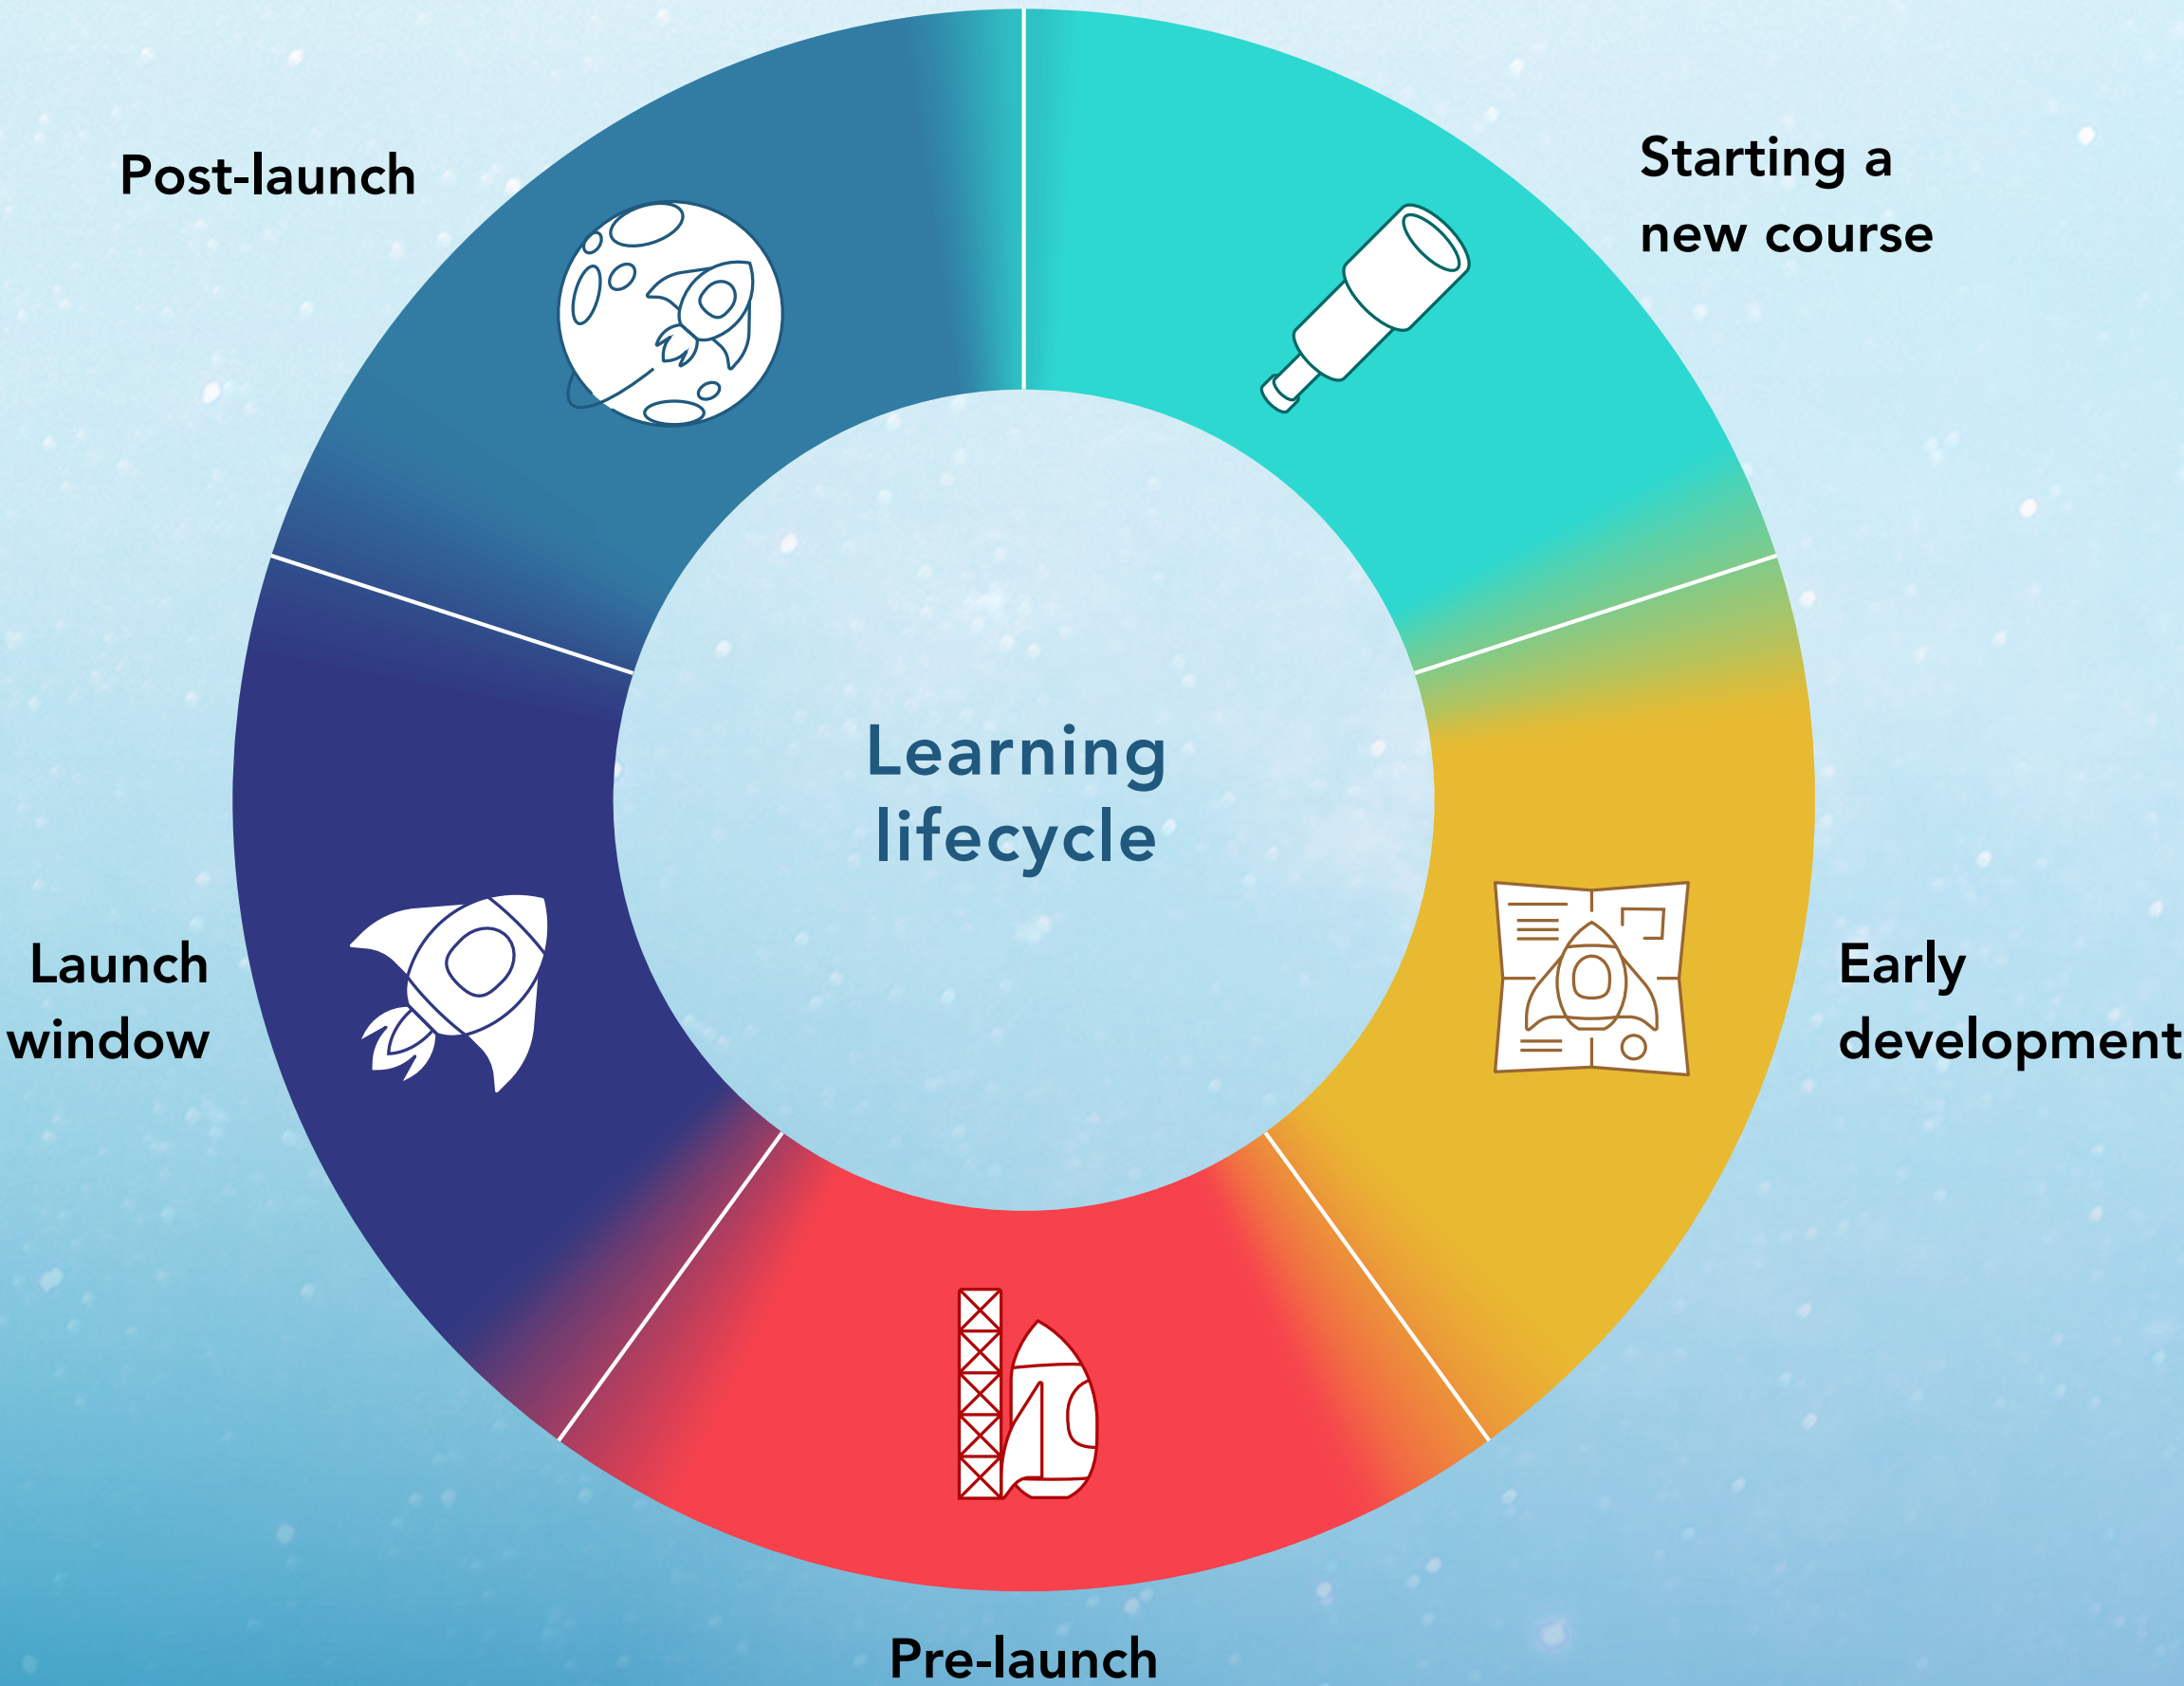 Post-launch
Starting a
new course
Learning
lifecycle
Launch
window
Early
development
Pre-launch